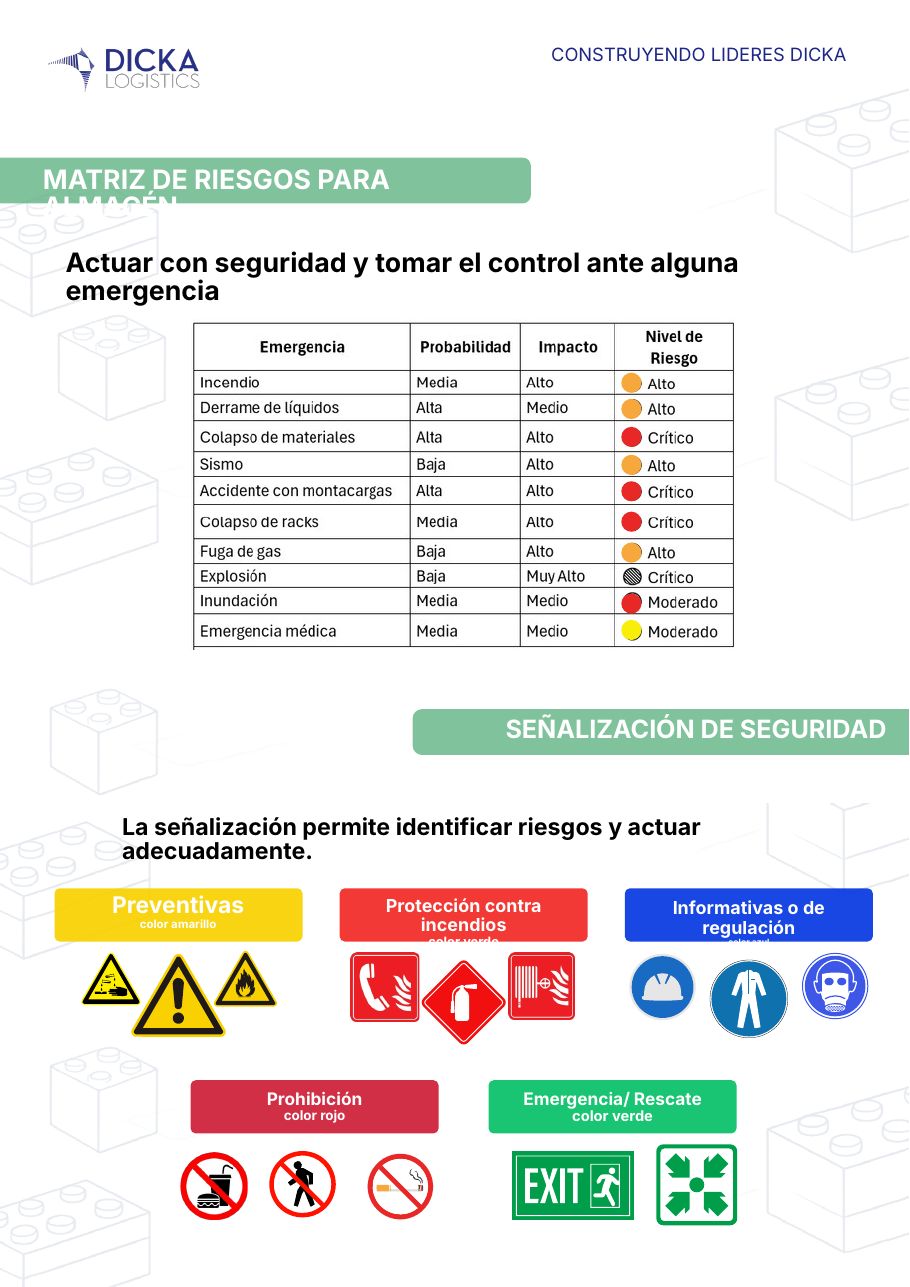 DICKA
LOGISTICS
CONSTRUYENDO LIDERES DICKA
MATRIZ DE RIESGOS PARA
ALMACÉN
Actuar con seguridad y tomar el control ante alguna
emergencia
Emergencia Probabilidad Impacto Nivel de Riesgo
Incendio Media Alto Alto
Derrame de líquidos Alta Medio Alto
Colapso de materiales Alta Alto Crítico
Sismo Baja Alto Alto
Accidente con montacargas Alta Alto Crítico
Colapso de racks Media Alto Crítico
Fuga de gas Baja Alto Alto
Explosión Baja Muy Alto Crítico
Inundación Media Medio Moderado
Emergencia médica Media Medio Moderado
SEÑALIZACIÓN DE SEGURIDAD
La señalización permite identificar riesgos y actuar
adecuadamente.
Preventivas
color amarillo
Protección contra
incendios
color verde
Informativas o de
regulación
color azul
Prohibición
color rojo
Emergencia/ Rescate
color verde
EXIT